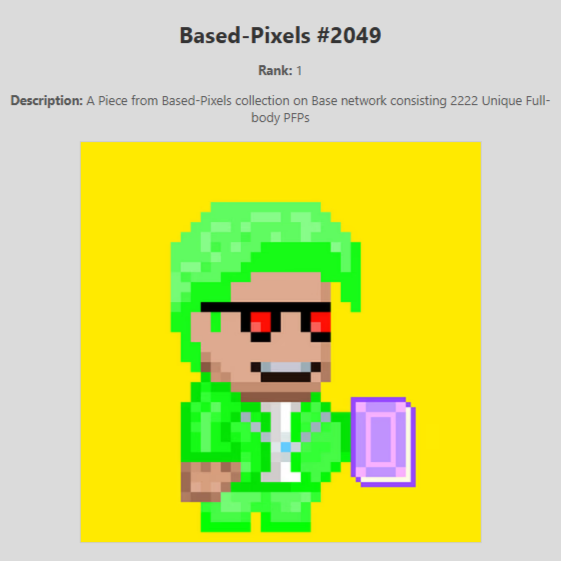 Based-Pixels #2049
Rank: 1
Description: A Piece from Based-Pixels collection on Base network consisting 2222 Unique Full-
body PFPs